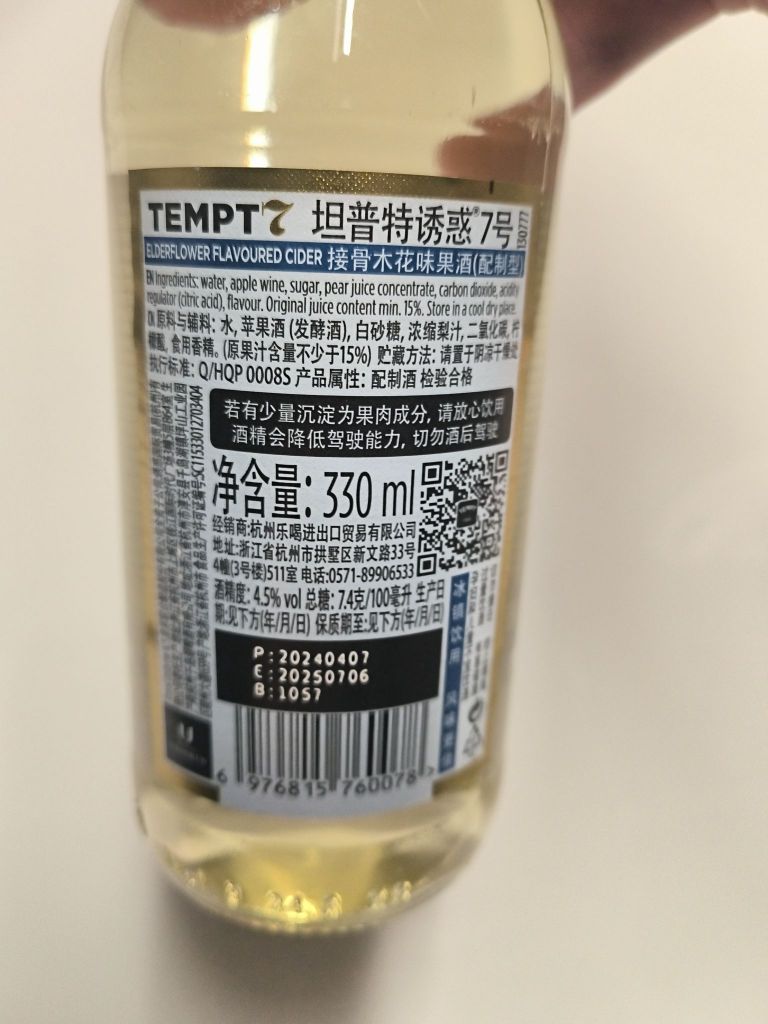 TEMPT7 坦普特诱惑®7号
130777
ELDERFLOWER FLAVOURED CIDER 接骨木花味果酒(配制型)
EN Ingredients: water, apple wine, sugar, pear juice concentrate, carbon dioxide, acidity
regulator (citric acid), flavour. Original juice content min. 15%. Store in a cool dry place.
CN 原料与辅料: 水, 苹果酒 (发酵酒), 白砂糖, 浓缩梨汁, 二氧化碳, 柠
檬酸, 食用香精。(原果汁含量不少于15%) 贮藏方法: 请置于阴凉干燥处
执行标准: Q/HQP 0008S 产品属性: 配制酒 检验合格
若有少量沉淀为果肉成分, 请放心饮用
酒精会降低驾驶能力, 切勿酒后驾驶
净含量: 330 ml
经销商:杭州乐喝进出口贸易有限公司
地址:浙江省杭州市拱墅区新文路33号
4幢(3号楼)511室 电话:0571-89906533
酒精度: 4.5% vol 总糖: 7.4克/100毫升 生产日
期:见下方(年/月/日) 保质期至:见下方(年/月/日)
P:20240407
E:20250706
B:1057
6 976815 760078 >
冰镇饮用
SC11533012703404